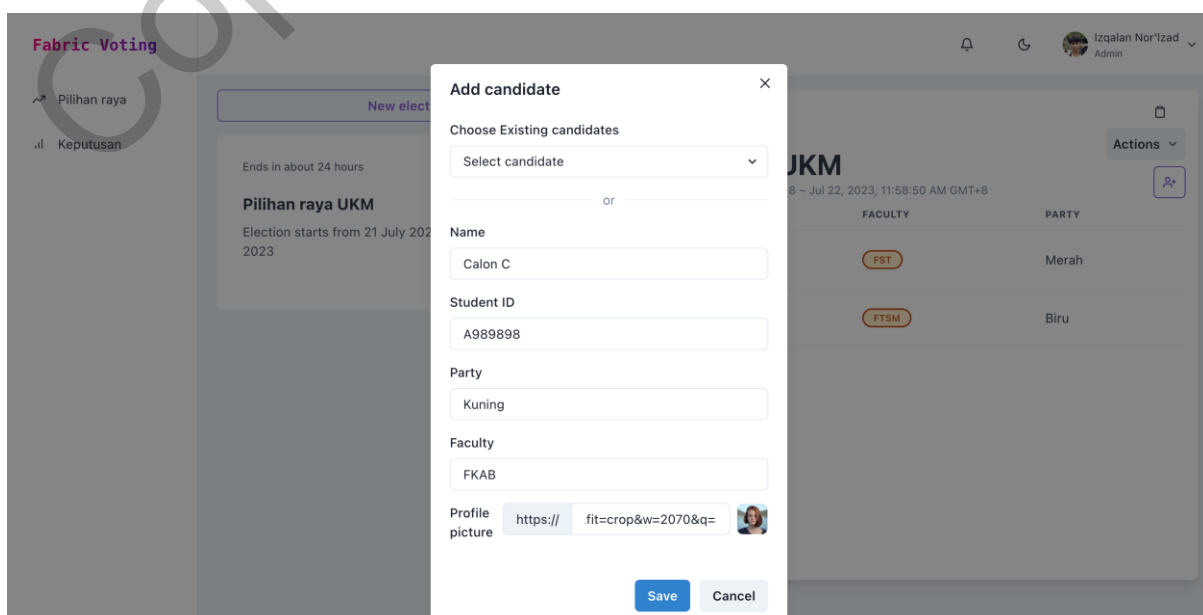 Fabric Voting
Izqalan Nor'Izad
Admin
Pilihan raya
Keputusan
New elect
Ends in about 24 hours
Pilihan raya UKM
Election starts from 21 July 202
2023
Add candidate
Choose Existing candidates
Select candidate
or
Name
Calon C
Student ID
A989898
Party
Kuning
Faculty
FKAB
Profile
picture
https://
fit=crop&w=2070&q=
Save
Cancel
Actions
UKM
8 ~ Jul 22, 2023, 11:58:50 AM GMT+8
FACULTY PARTY
FST Merah
FTSM Biru